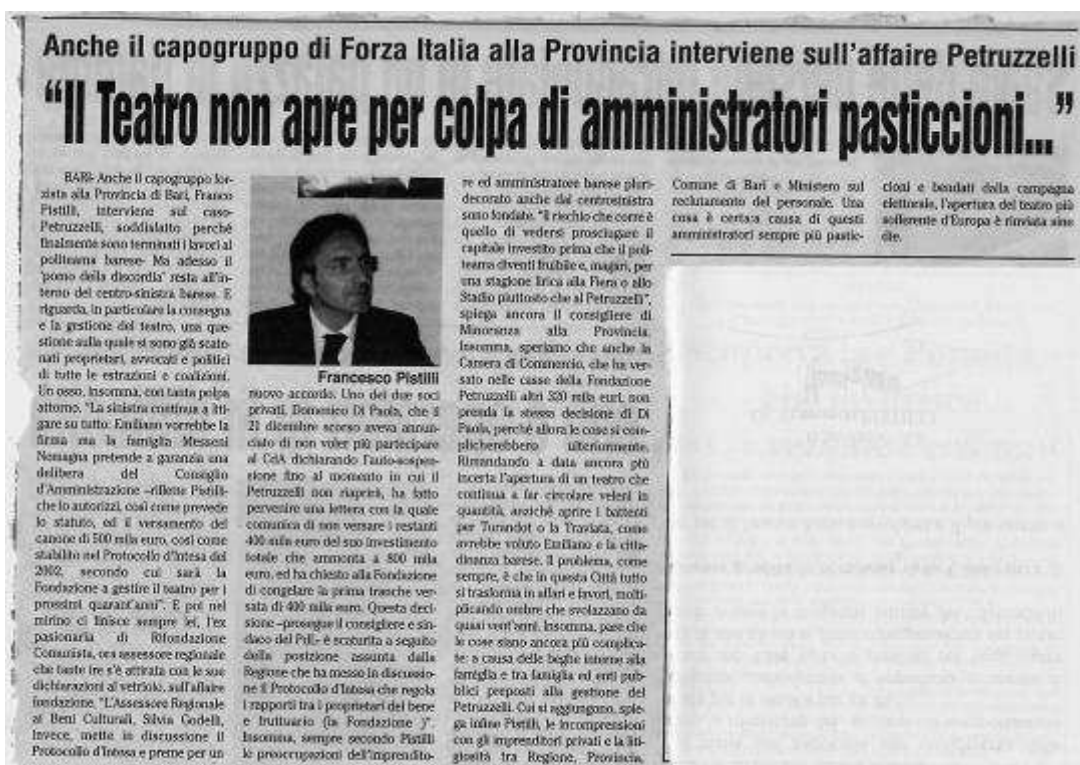 Anche il capogruppo di Forza Italia alla Provincia interviene sull'affaire Petruzzelli
“Il Teatro non apre per colpa di amministratori pasticcioni...”
BARI- Anche il capogruppo for-
zista alla Provincia di Bari, Franco
Pistilli, interviene sul caso-
Petruzzelli, soddisfatto perché
finalmente sono terminati i lavori al
politeama barese- Ma adesso il
'pomo della discordia' resta all'in-
terno del centro-sinistra barese. E
riguarda, in particolare la consegna
e la gestione del teatro, una que-
stione sulla quale si sono già scate-
nati proprietari, avvocati e politici
di tutte le estrazioni e coalizioni.
Un osso, insomma, con tanta polpa
attorno. "La sinistra continua a liti-
gare su tutto: Emiliano vorrebbe la
firma ma la famiglia Messeni
Nemagna pretende a garanzia una
delibera del Consiglio
d'Amministrazione –riflette Pistilli-
che lo autorizzi, così come prevede
lo statuto, ed il versamento del
canone di 500 mila euro, così come
stabilito nel Protocollo d'Intesa del
2002, secondo cui sarà la
Fondazione a gestire il teatro per i
prossimi quarant'anni". E poi nel
mirino ci finisce sempre lei, l'ex
pasionaria di Rifondazione
Comunista, ora assessore regionale
che tante ire s'è attirata con le sue
dichiarazioni al vetriolo, sull'affaire
fondazione. "L'Assessore Regionale
ai Beni Culturali, Silvia Godelli,
Invece, mette in discussione il
Protocollo d'Intesa e preme per un
Francesco Pistilli
nuovo accordo. Uno dei due soci
privati, Domenico Di Paola, che il
21 dicembre scorso aveva annun-
ciato di non voler più partecipare
al CdA dichiarando l'auto-sospen-
sione fino al momento in cui il
Petruzzelli non riaprirà, ha fatto
pervenire una lettera con la quale
comunica di non versare i restanti
400 mila euro del suo investimento
totale che ammonta a 800 mila
euro, ed ha chiesto alla Fondazione
di congelare la prima tranche ver-
sata di 400 mila euro. Questa deci-
sione –prosegue il consigliere e sin-
daco del PdL- è scaturita a seguito
della posizione assunta dalla
Regione che ha messo in discussio-
ne il Protocollo d'Intesa che regola
i rapporti tra i proprietari del bene
e fruttuario (la Fondazione )".
Insomma, sempre secondo Pistilli
le preoccupazioni dell'imprendito-
re ed amministratore barese pluri-
decorato anche dal centrosinistra
sono fondate. "Il rischio che corre è
quello di vedersi prosciugare il
capitale investito prima che il poli-
teama diventi fruibile e, magari, per
una stagione lirica alla Fiera o allo
Stadio piuttosto che al Petruzzelli",
spiega ancora il consigliere di
Minoranza alla Provincia.
Insomma, speriamo che anche la
Camera di Commercio, che ha ver-
sato nelle casse della Fondazione
Petruzzelli altri 320 mila euri, non
prenda la stessa decisione di Di
Paola, perché allora le cose si com-
plicherebbero ulteriormente.
Rimandando a data ancora più
incerta l'apertura di un teatro che
continua a far circolare veleni in
quantità, anziché aprire i battenti
per Turandot o la Traviata, come
avrebbe voluto Emiliano e la citta-
dinanza barese. Il problema, come
sempre, è che in questa Città tutto
si trasforma in affari e favori, molti-
plicando ombre che svolazzano da
quasi vent'anni. Insomma, pare che
le cose siano ancora più complica-
te: a causa delle beghe interne alla
famiglia e tra famiglia ed enti pub-
blici preposti alla gestione del
Petruzzelli. Cui si aggiungono, spie-
ga infine Pistilli, le incomprensioni
con gli imprenditori privati e la liti-
giosità tra Regione, Provincia,
Comune di Bari e Ministero sul
reclutamento del personale. Una
cosa è certa:a causa di questi
amministratori sempre più pastic-
cioni e bendati dalla campagna
elettorale, l'apertura del teatro più
sofferente d'Europa è rinviata sine
die.